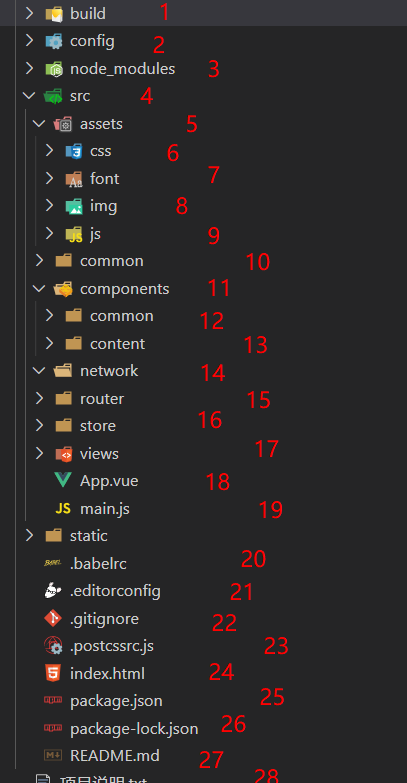 build 1
config 2
node_modules 3
src 4
assets 5
css 6
font 7
img 8
js 9
common 10
components 11
common 12
content 13
network 14
router 15
store 16
views 17
App.vue 18
JS main.js 19
static
BABEL .babelrc 20
.editorconfig 21
.gitignore 22
.postcssrc.js 23
index.html 24
package.json 25
package-lock.json 26
README.md 27
项目说明.txt 28